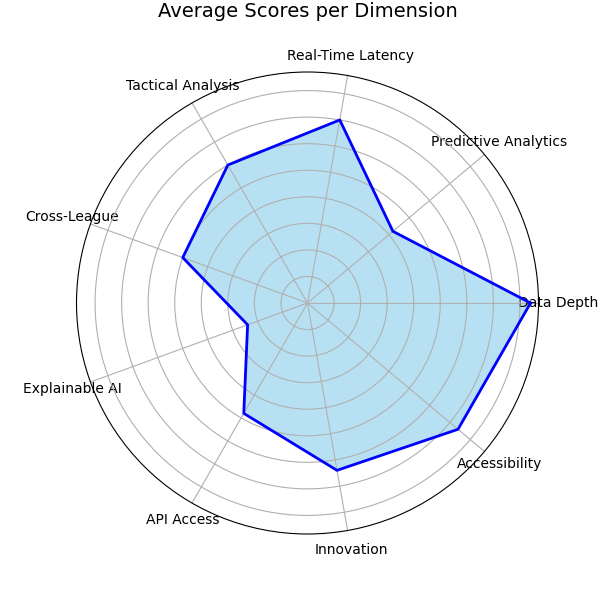 Average Scores per Dimension
Real-Time Latency
Tactical Analysis
Predictive Analytics
Cross-League
Data Depth
Explainable AI
Accessibility
API Access
Innovation